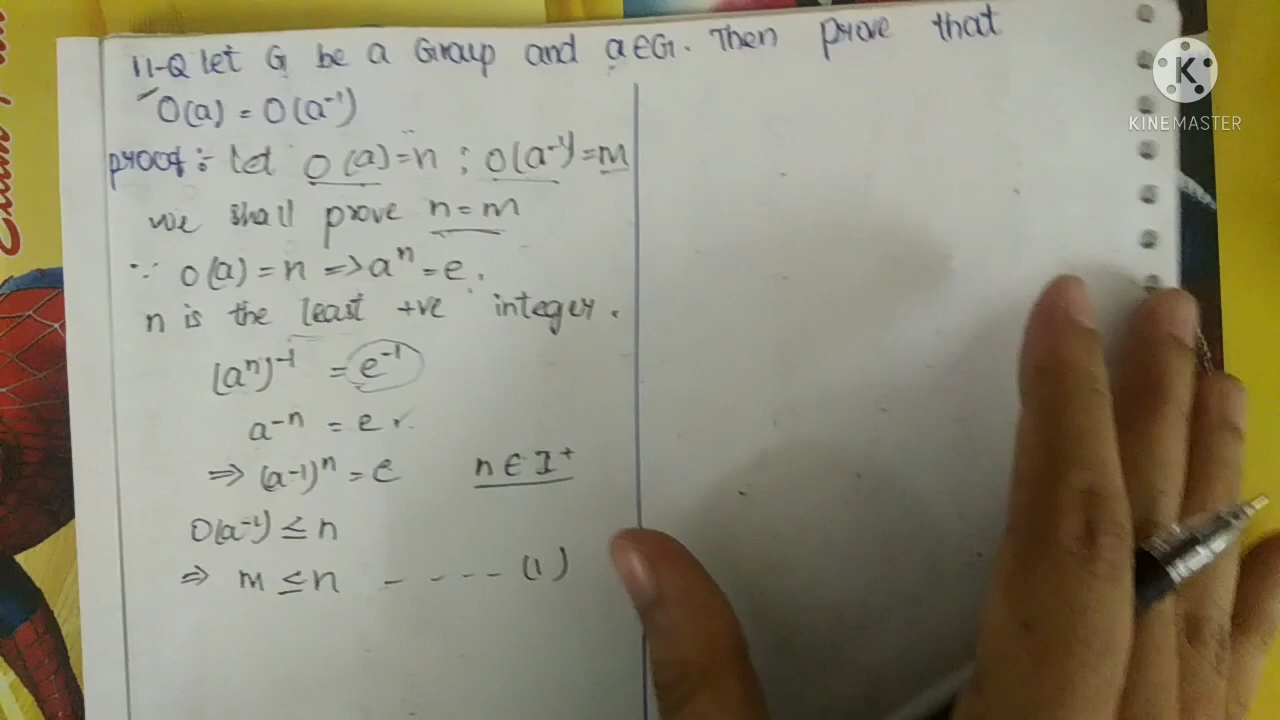 11-Q let G be a Group and a∈G. Then prove that
O(a) = O(a⁻¹)
proof :- let O(a) = n ; O(a⁻¹) = m
we shall prove n = m
∵ O(a) = n ⇒ aⁿ = e.
n is the least +ve integer.
(aⁿ)⁻¹ = e⁻¹
a⁻ⁿ = e
⇒ (a⁻¹)ⁿ = e n ∈ I⁺
O(a⁻¹) ≤ n
⇒ m ≤ n - - - - - (1)
K
KINEMASTER